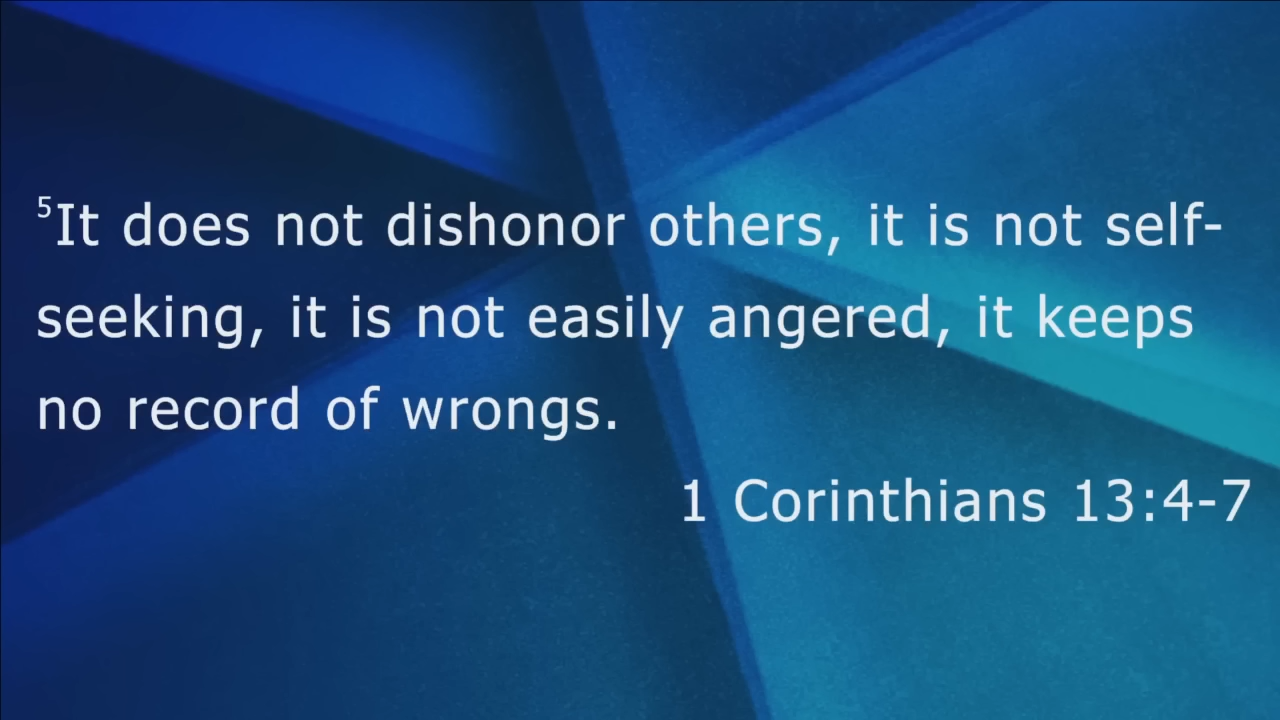 ⁵It does not dishonor others, it is not self-
seeking, it is not easily angered, it keeps
no record of wrongs.
1 Corinthians 13:4-7